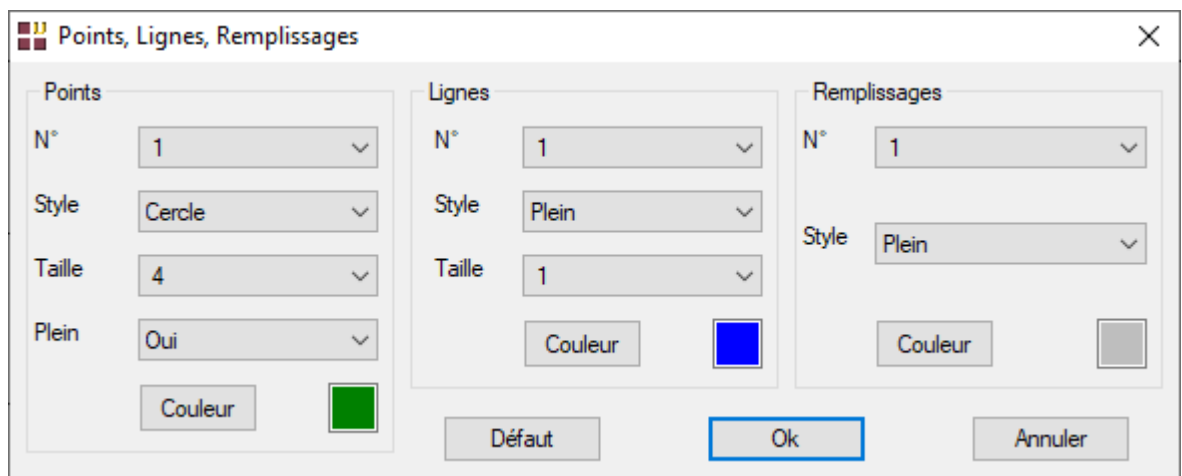 Points, Lignes, Remplissages
Points
N° 1
Style Cercle
Taille 4
Plein Oui
Couleur
Lignes
N° 1
Style Plein
Taille 1
Couleur
Remplissages
N° 1
Style Plein
Couleur
Défaut Ok Annuler